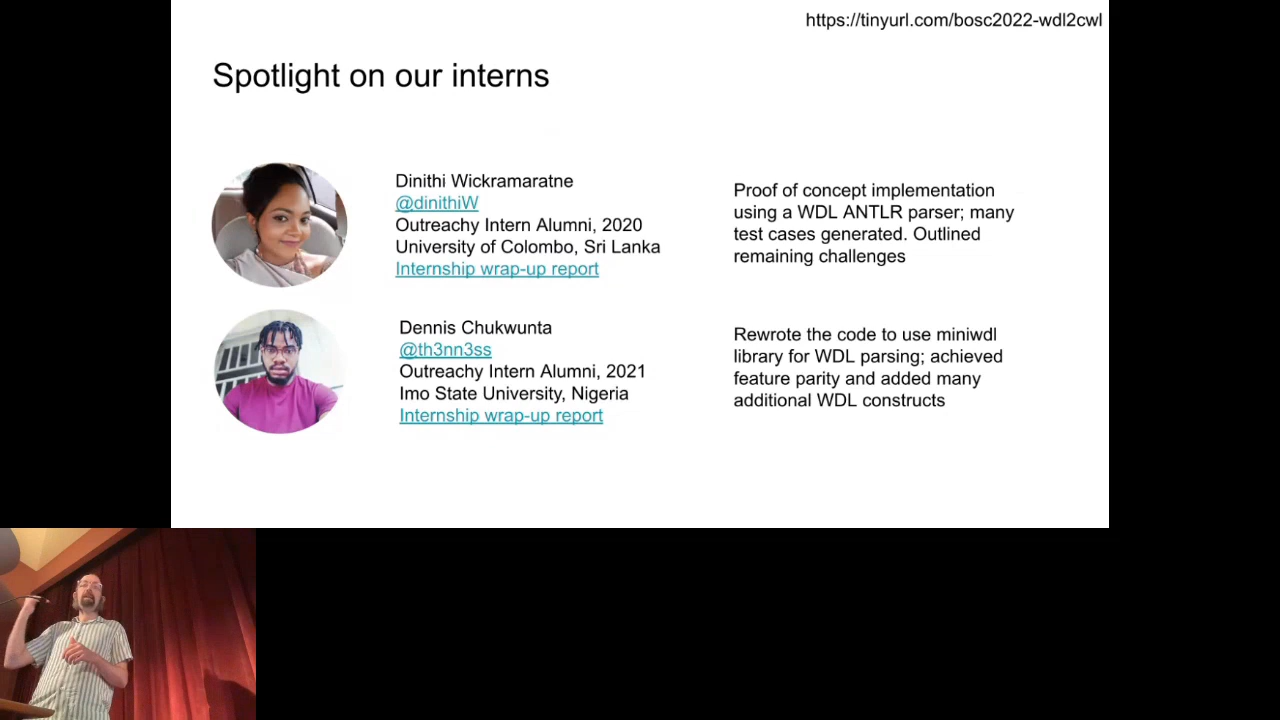 https://tinyurl.com/bosc2022-wdl2cwl
Spotlight on our interns
Dinithi Wickramaratne
@dinithiW
Outreachy Intern Alumni, 2020
University of Colombo, Sri Lanka
Internship wrap-up report
Proof of concept implementation
using a WDL ANTLR parser; many
test cases generated. Outlined
remaining challenges
Dennis Chukwunta
@th3nn3ss
Outreachy Intern Alumni, 2021
Imo State University, Nigeria
Internship wrap-up report
Rewrote the code to use miniwdl
library for WDL parsing; achieved
feature parity and added many
additional WDL constructs